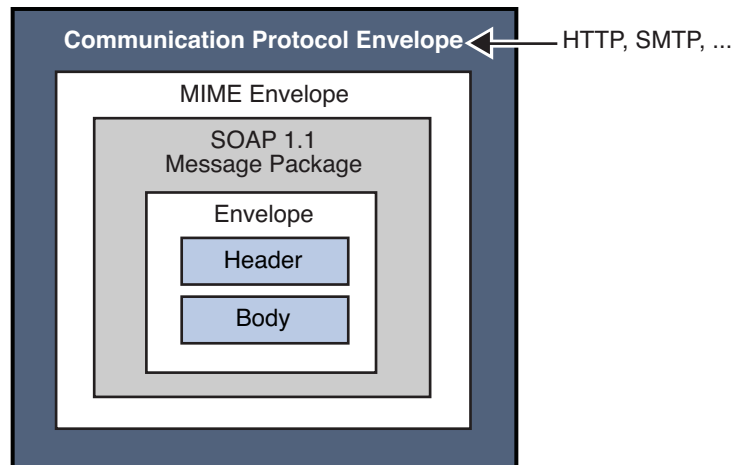 Communication Protocol Envelope
HTTP, SMTP, ...
MIME Envelope
SOAP 1.1
Message Package
Envelope
Header
Body